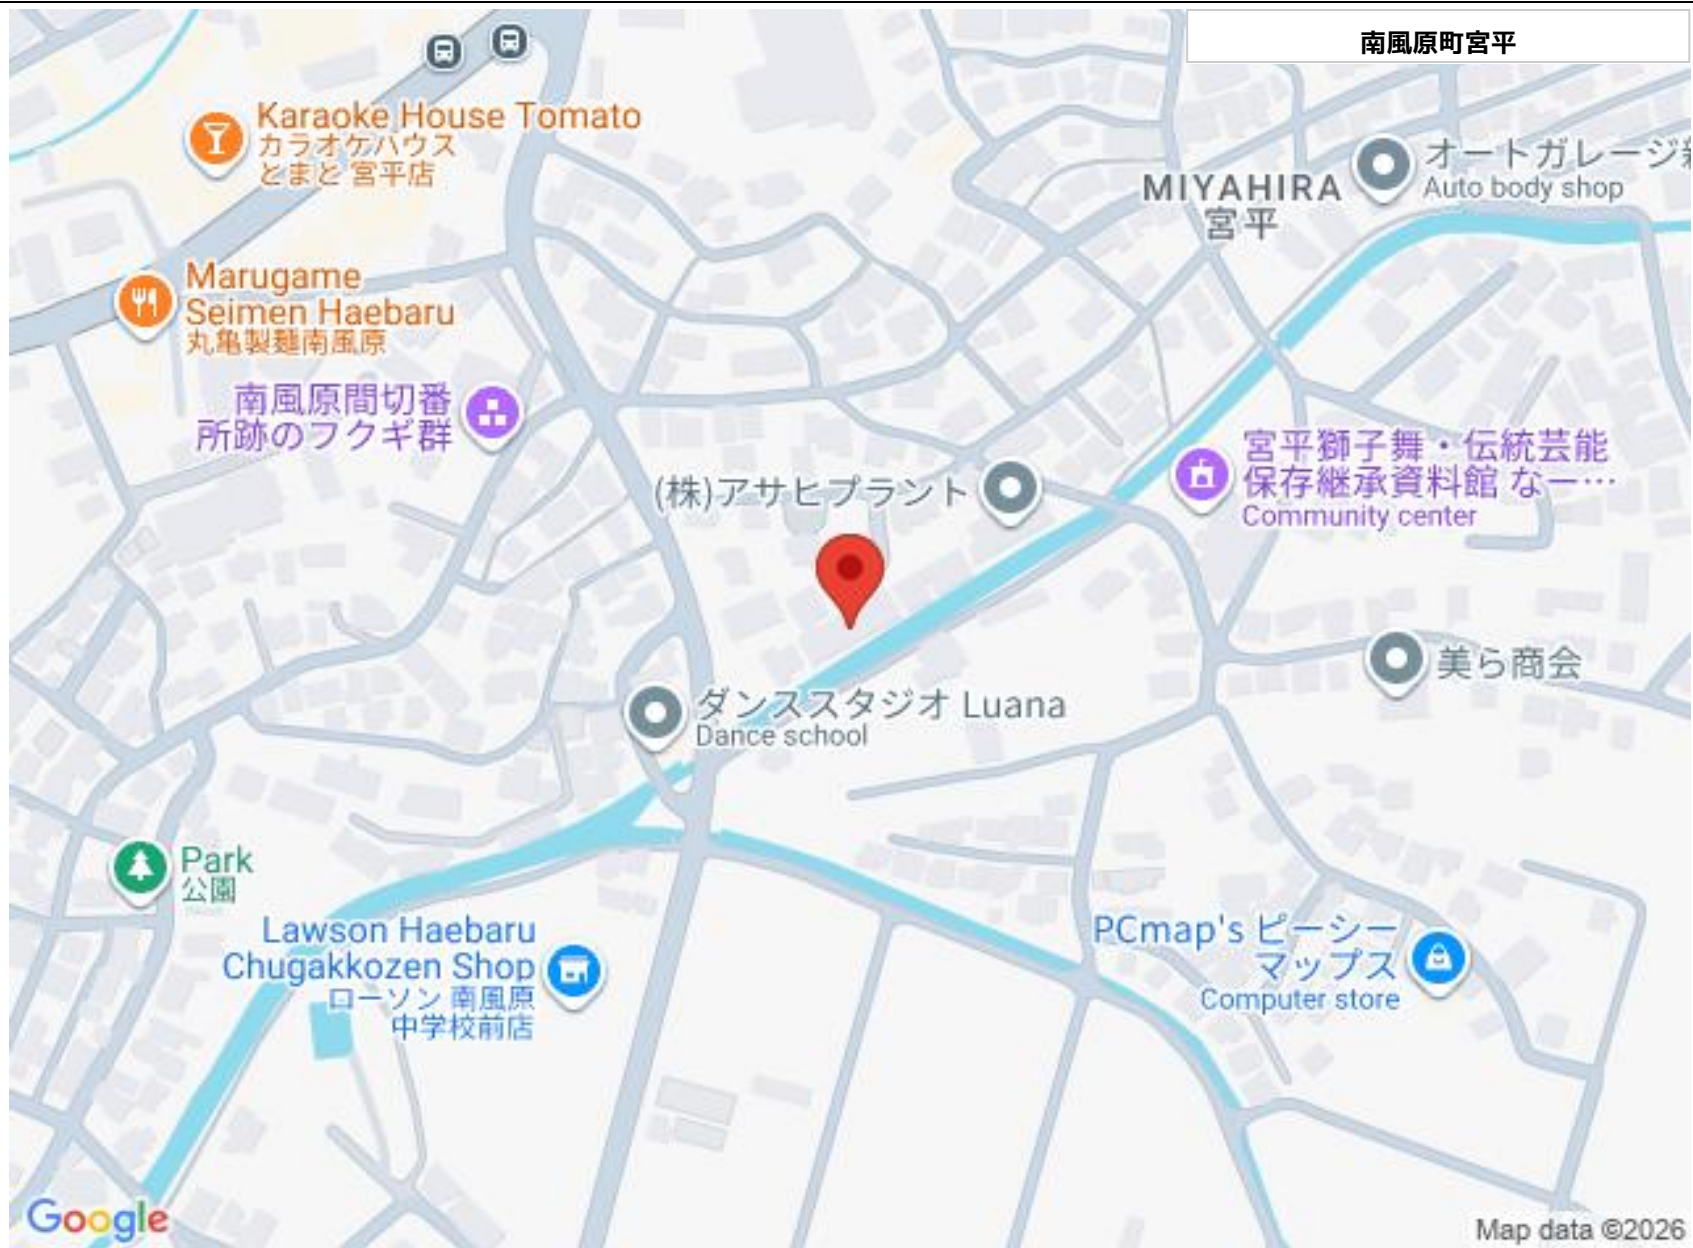 南風原町宮平
Karaoke House Tomato
カラオケハウス
とまと 宮平店
オートガレージ
Auto body shop
MIYAHIRA
宮平
Marugame
Seimen Haebaru
丸亀製麺南風原
南風原間切番
所跡のフクギ群
宮平獅子舞・伝統芸能
保存継承資料館 なー…
Community center
(株)アサヒプラント
美ら商会
ダンススタジオ Luana
Dance school
Park
公園
Lawson Haebaru
Chugakkozen Shop
ローソン 南風原
中学校前店
PCmap's ピーシー
マップス
Computer store
Google
Map data ©2026